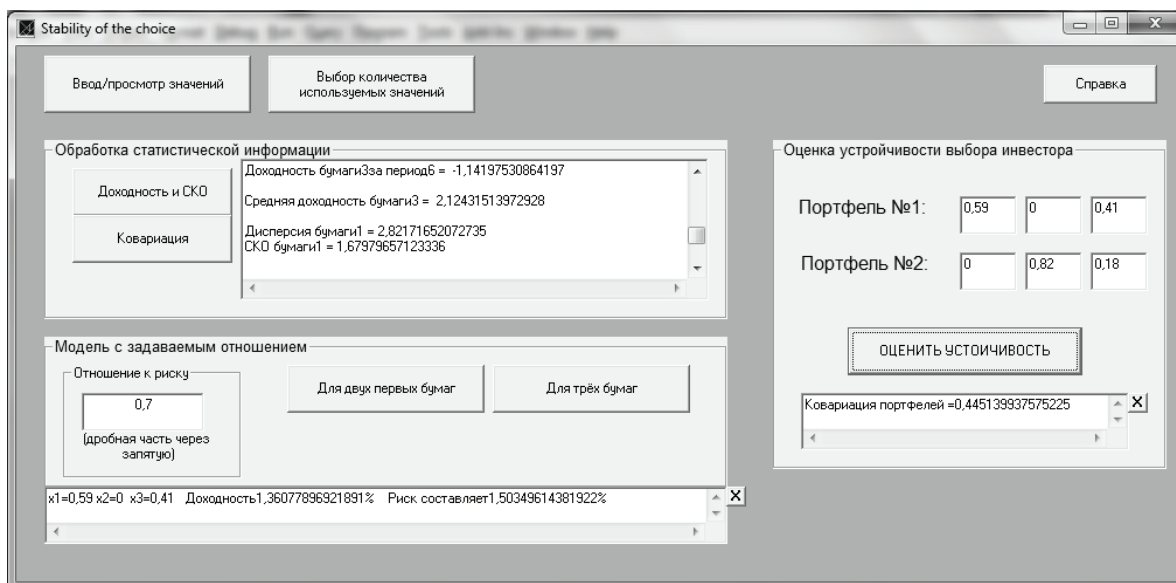 Stability of the choice
Ввод/просмотр значений
Выбор количества
используемых значений
Справка
Обработка статистической информации
Доходность и СКО
Ковариация
Доходность бумаги3за период6 = -1,14197530864197
Средняя доходность бумаги3 = 2,12431513972928
Дисперсия бумаги1 = 2,82171652072735
СКО бумаги1 = 1,67979657123336
Оценка устройчивости выбора инвестора
Портфель №1:
0,59
0
0,41
Портфель №2:
0
0,82
0,18
ОЦЕНИТЬ УСТОИЧИВОСТЬ
Ковариация портфелей =0,445139937575225
X
Модель с задаваемым отношением
Отношение к риску
0,7
(дробная часть через
запятую)
Для двух первых бумаг
Для трёх бумаг
x1=0,59 x2=0 x3=0,41 Доходность1,36077896921891% Риск составляет1,50349614381922%
X